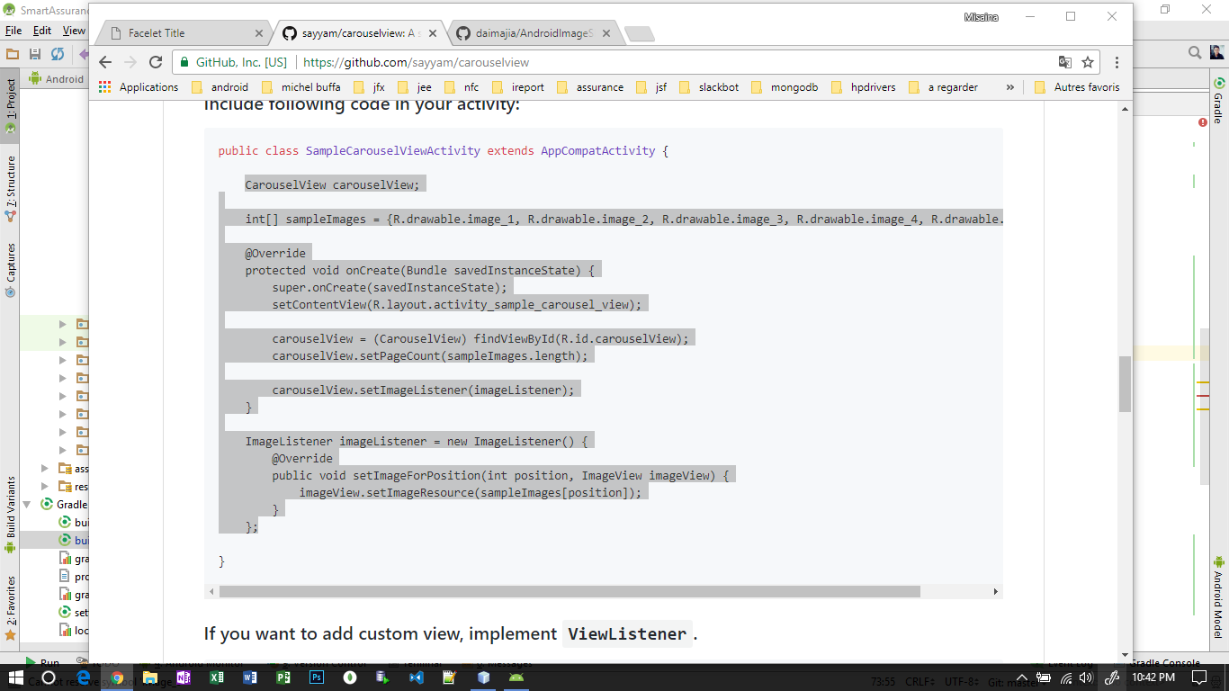 SmartAssuranc
Misaina
File Edit View
Facelet Title
sayyam/carouselview: A s
daimajia/AndroidImageS
GitHub, Inc. [US]
https://github.com/sayyam/carouselview
Applications
android
michel buffa
jfx
jee
nfc
ireport
assurance
jsf
slackbot
mongodb
hpdrivers
a regarder
»
Autres favoris
Android
1: Project
Z: Structure
Captures
Build Variants
2: Favorites
Gradle
Android Model
ass
res
Gradle
bui
bui
gra
pro
gra
set
loc
Include following code in your activity:
public class SampleCarouselViewActivity extends AppCompatActivity {
CarouselView carouselView;
int[] sampleImages = {R.drawable.image_1, R.drawable.image_2, R.drawable.image_3, R.drawable.image_4, R.drawable.
@Override
protected void onCreate(Bundle savedInstanceState) {
super.onCreate(savedInstanceState);
setContentView(R.layout.activity_sample_carousel_view);
carouselView = (CarouselView) findViewById(R.id.carouselView);
carouselView.setPageCount(sampleImages.length);
carouselView.setImageListener(imageListener);
}
ImageListener imageListener = new ImageListener() {
@Override
public void setImageForPosition(int position, ImageView imageView) {
imageView.setImageResource(sampleImages[position]);
}
};
}
If you want to add custom view, implement ViewListener.
Run
Gradle Console
73:55 CRLF÷ UTF-8÷ Git: master
10:42 PM